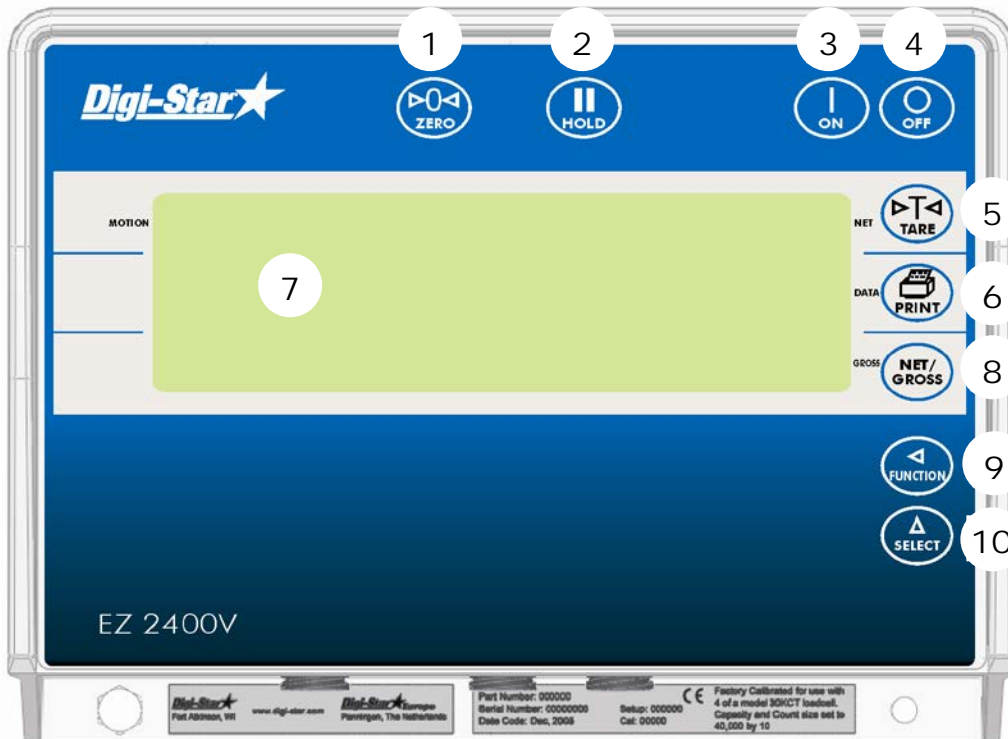 1 2 3 4
Digi-Star
▷0◁
ZERO
HOLD
ON
OFF
MOTION
NET
▷T◁
TARE
5
7
DATA
PRINT
6
GROSS
NET/
GROSS
8
FUNCTION
9
SELECT
10
EZ 2400V
Digi-Star
Fort Atkinson, WI
www.digi-star.com
Digi-Star Europe
Panningen, The Netherlands
Part Number: 000000
Serial Number: 00000000
Date Code: Dec, 2005
Setup: 000000
Cal: 00000
CE
Factory Calibrated for use with
4 of a model 30KCT loadcell.
Capacity and Count size set to
40,000 by 10